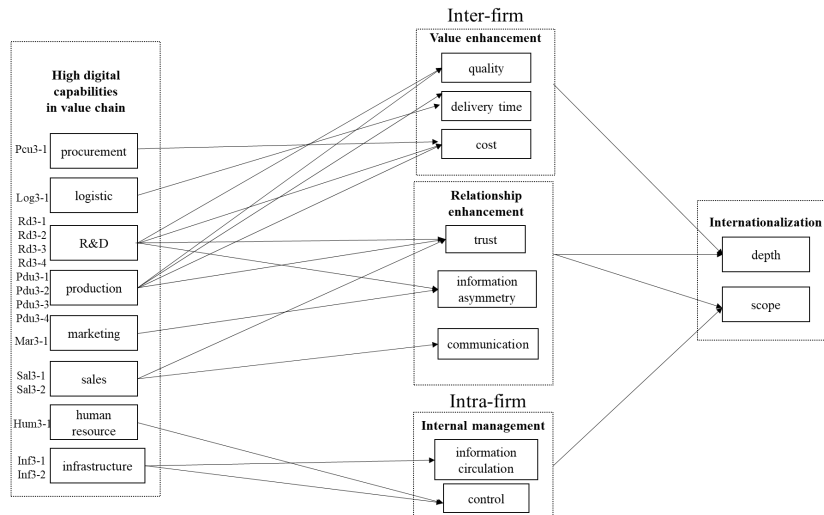 Inter-firm
High digital
capabilities
in value chain
Pcu3-1
procurement
Log3-1
logistic
Rd3-1
Rd3-2
Rd3-3
Rd3-4
R&D
Pdu3-1
Pdu3-2
Pdu3-3
Pdu3-4
production
Mar3-1
marketing
Sal3-1
Sal3-2
sales
Hum3-1
human
resource
Inf3-1
Inf3-2
infrastructure
Value enhancement
quality
delivery time
cost
Relationship
enhancement
trust
information
asymmetry
communication
Intra-firm
Internal management
information
circulation
control
Internationalization
depth
scope